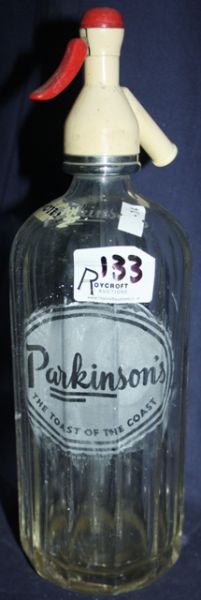 133
ROYCROFT
AUCTIONS
Parkinson's
THE TOAST OF THE COAST